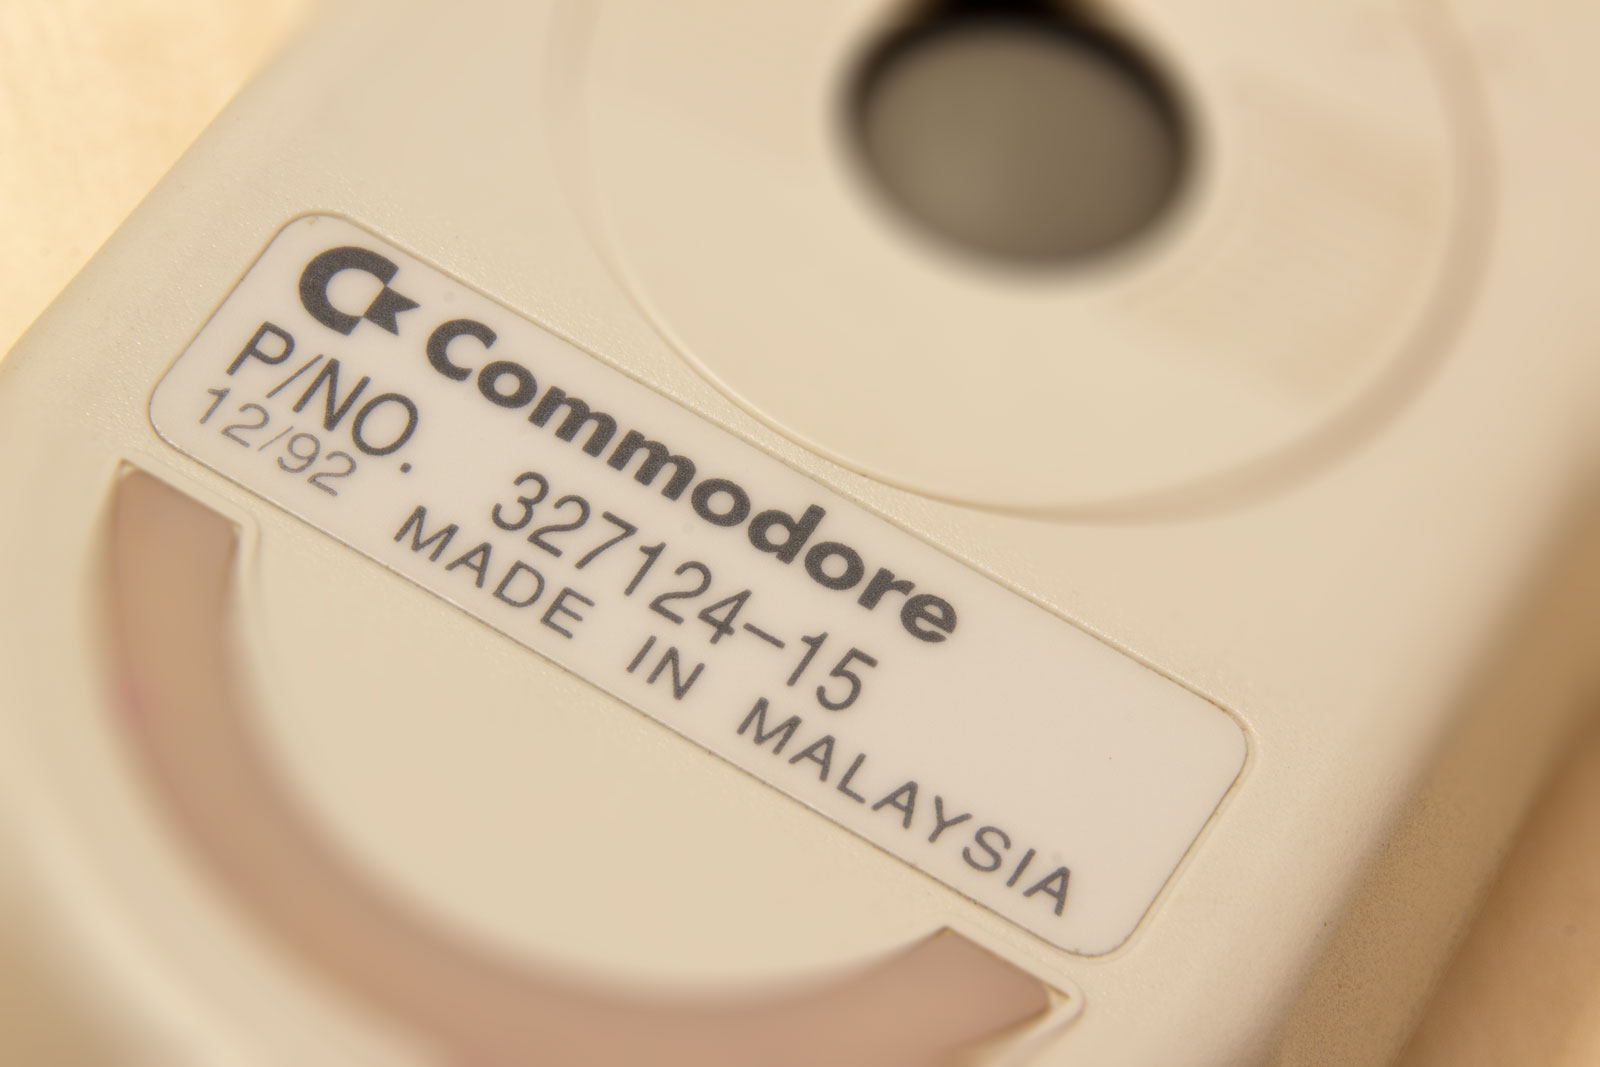 Commodore
P/NO. 327124-15
12/92 MADE IN MALAYSIA